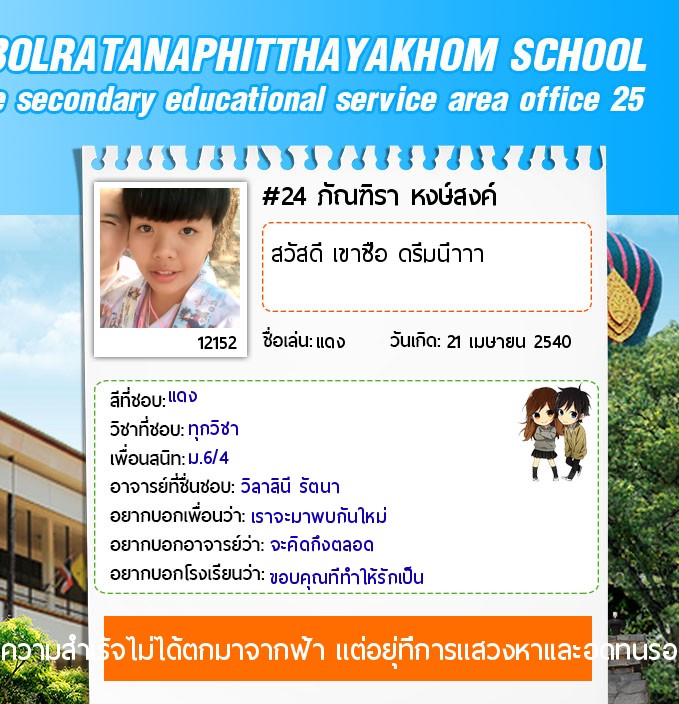 BOLRATANAPHITTHAYAKHOM SCHOOL
e secondary educational service area office 25
#24 ภัณฑิรา หงษ์สงค์
สวัสดี เขาชื่อ ดรีมนีาาา
12152
ชื่อเล่น: แดง วันเกิด: 21 เมษายน 2540
สีที่ชอบ: แดง
วิชาที่ชอบ: ทุกวิชา
เพื่อนสนิท: ม.6/4
อาจารย์ที่ชื่นชอบ: วิลาลินี รัตนา
อยากบอกเพื่อนว่า: เราจะมาพบกันใหม่
อยากบอกอาจารย์ว่า: จะคิดถึงตลอด
อยากบอกโรงเรียนว่า: ขอบคุณที่ทำให้รักเป็น
ความสำเร็จไม่ได้ตกมาจากฟ้า แต่อยุ่ที่การแสวงหาและอดทนรอ